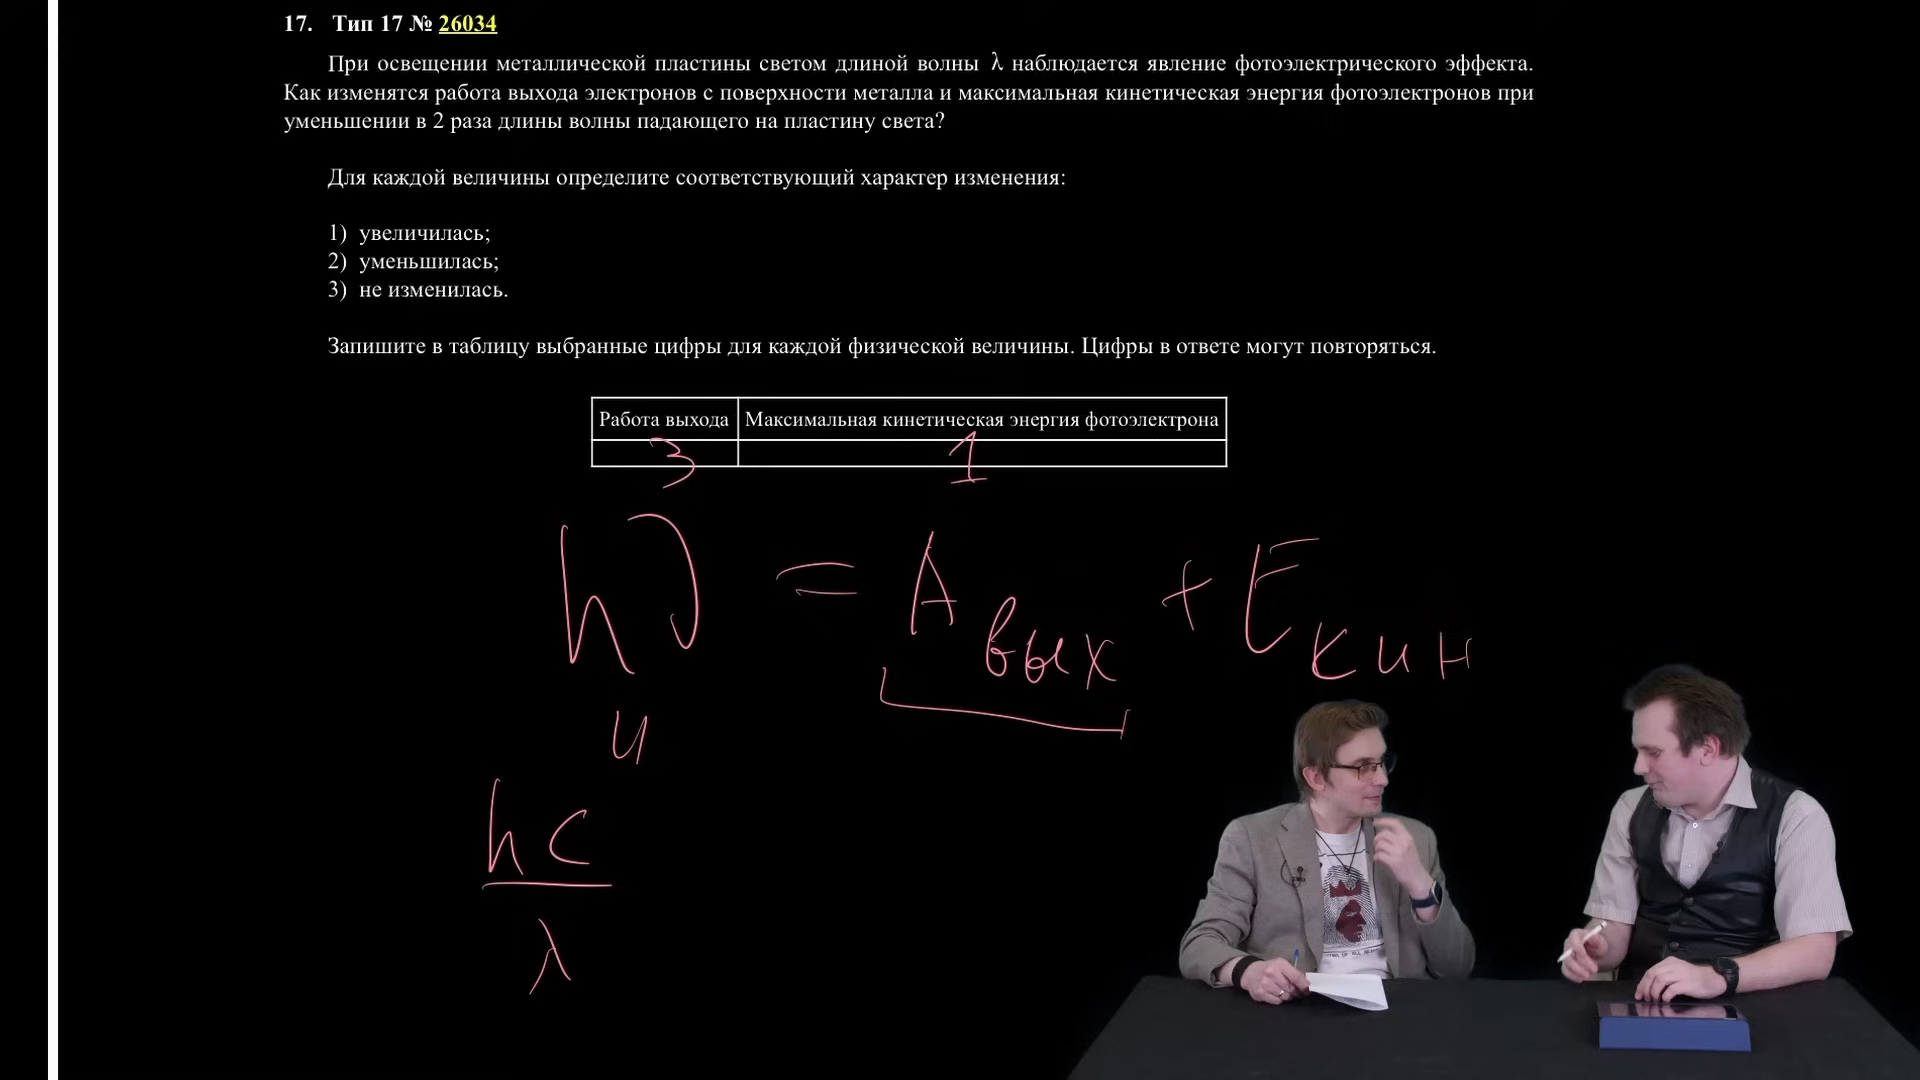 17. Тип 17 № 26034
При освещении металлической пластины светом длиной волны λ наблюдается явление фотоэлектрического эффекта.
Как изменятся работа выхода электронов с поверхности металла и максимальная кинетическая энергия фотоэлектронов при
уменьшении в 2 раза длины волны падающего на пластину света?
Для каждой величины определите соответствующий характер изменения:
1) увеличилась;
2) уменьшилась;
3) не изменилась.
Запишите в таблицу выбранные цифры для каждой физической величины. Цифры в ответе могут повторяться.
Работа выхода Максимальная кинетическая энергия фотоэлектрона
3 1
hν = A вых + E кин
и
hc
λ